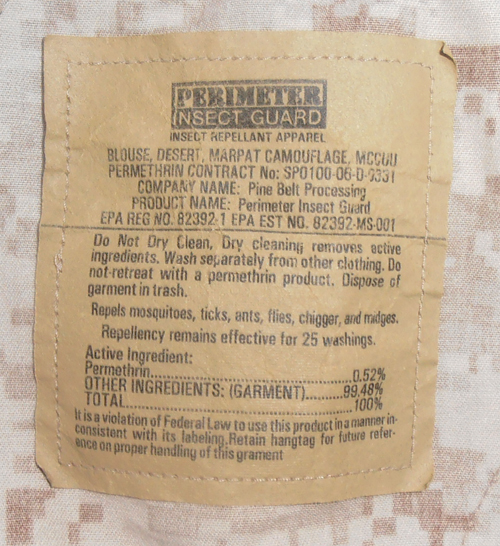 PERIMETER
INSECT GUARD
INSECT REPELLANT APPAREL
BLOUSE, DESERT, MARPAT CAMOUFLAGE, MCCUU
PERMETHRIN CONTRACT No: SP0100-06-D-9331
COMPANY NAME: Pine Belt Processing
PRODUCT NAME: Perimeter Insect Guard
EPA REG NO. 82392-1 EPA EST NO. 82392-MS-001
Do Not Dry Clean, Dry cleaning removes active
ingredients. Wash separately from other clothing. Do
not-retreat with a permethrin product. Dispose of
garment in trash.
Repels mosquitoes, ticks, ants, flies, chigger, and midges.
Repellency remains effective for 25 washings.
Active Ingredient:
Permethrin..............................0.52%
OTHER INGREDIENTS: (GARMENT)........99.48%
TOTAL....................................100%
It is a violation of Federal Law to use this product in a manner in-
consistent with its labeling.Retain hangtag for future refer-
ence on proper handling of this grament